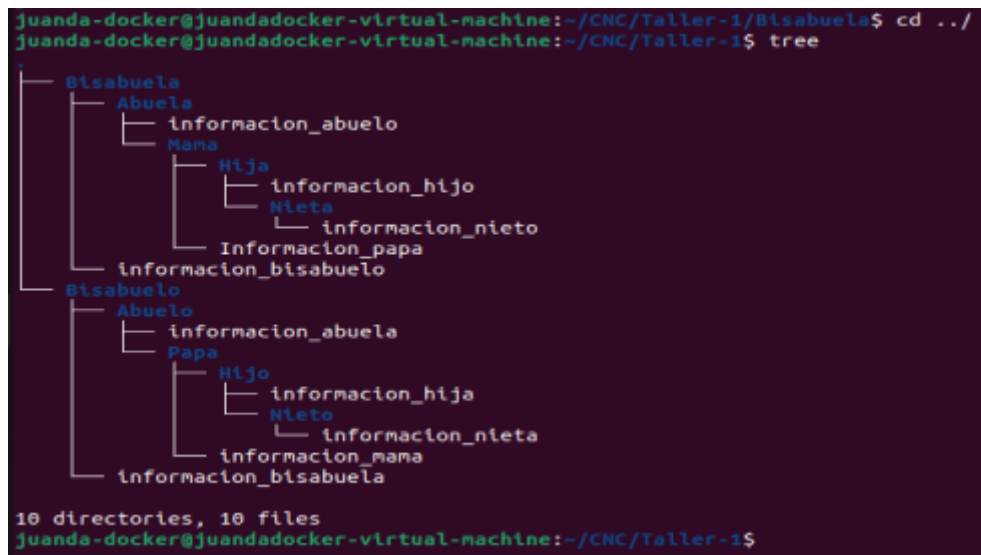 juanda-docker@juandadocker-virtual-machine:~/CNC/Taller-1/Bisabuela$ cd ../
juanda-docker@juandadocker-virtual-machine:~/CNC/Taller-1$ tree
.
├── Bisabuela
│   ├── Abuela
│   │   ├── informacion_abuelo
│   │   └── Mama
│   │       ├── Hija
│   │       │   ├── informacion_hijo
│   │       │   └── Nieta
│   │       │       └── informacion_nieto
│   │       └── Informacion_papa
│   └── informacion_bisabuelo
└── Bisabuelo
    ├── Abuelo
    │   ├── informacion_abuela
    │   └── Papa
    │       ├── Hijo
    │       │   ├── informacion_hija
    │       │   └── Nieto
    │       │       └── informacion_nieta
    │       └── informacion_mama
    └── informacion_bisabuela
10 directories, 10 files
juanda-docker@juandadocker-virtual-machine:~/CNC/Taller-1$